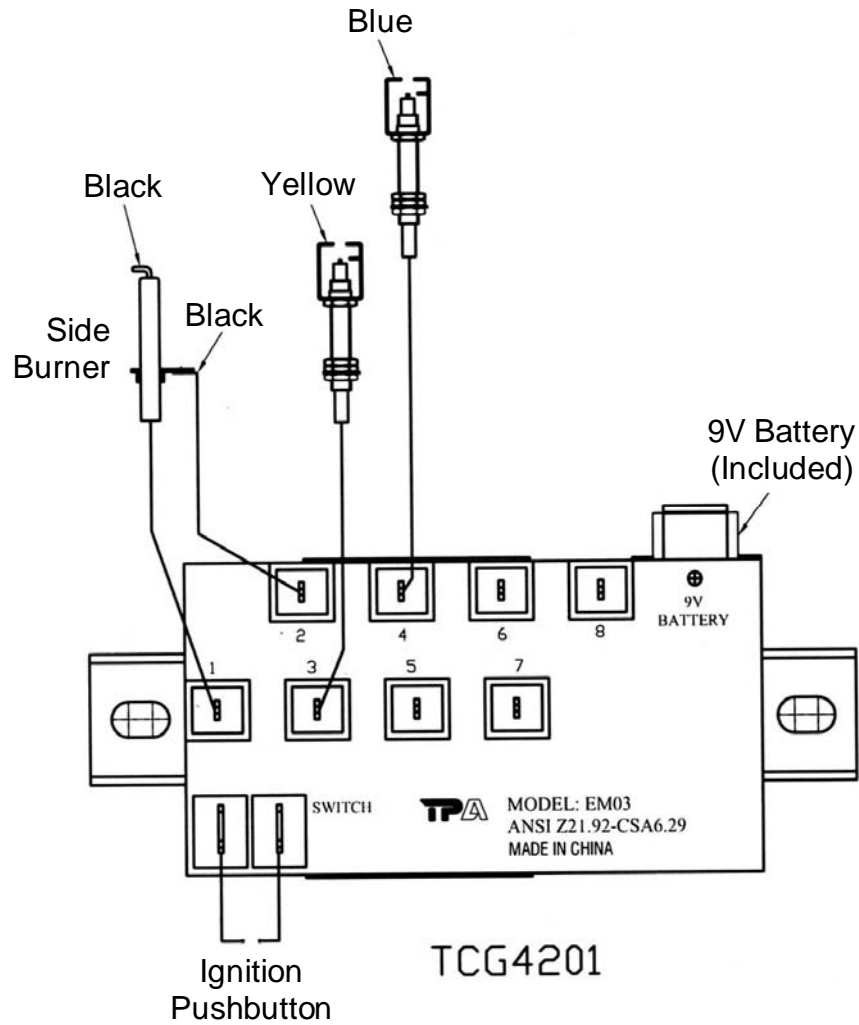 Blue
Black
Yellow
Side
Burner
Black
9V Battery
(Included)
9V
BATTERY
2
4
6
8
1
3
5
7
SWITCH
TPA
MODEL: EM03
ANSI Z21.92-CSA6.29
MADE IN CHINA
TCG4201
Ignition
Pushbutton